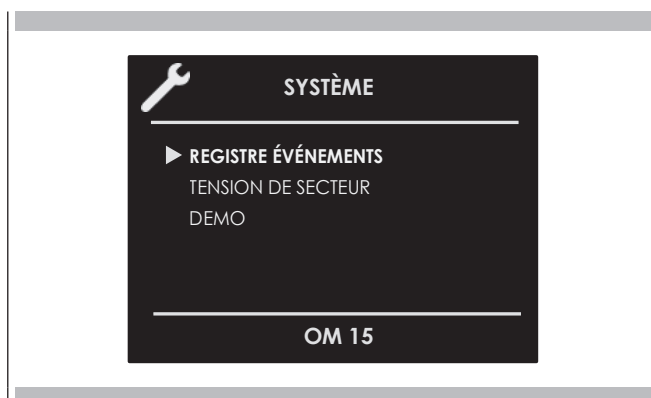 SYSTÈME
REGISTRE ÉVÉNEMENTS
TENSION DE SECTEUR
DEMO
OM 15